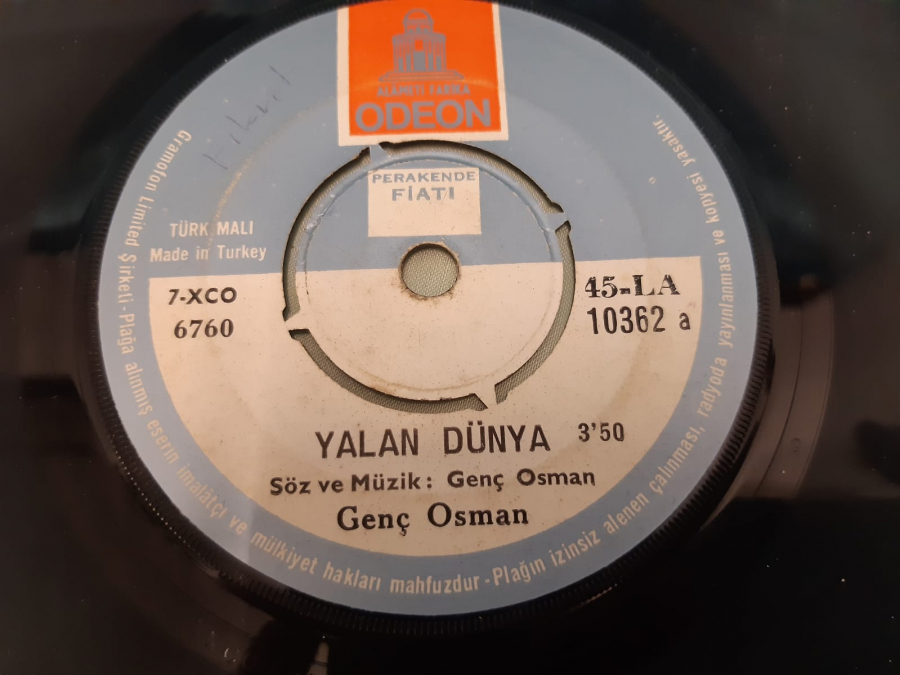 ALÂMETİ FARİKA
ODEON
PERAKENDE
FİATI
TÜRK MALI
Made in Turkey
7-XCO
6760
45-LA
10362 a
YALAN DÜNYA 3'50
Söz ve Müzik: Genç Osman
Genç Osman
Gramofon Limited Şirketi - Plağa alınmış eserin imalâtçı ve mülkiyet hakları mahfuzdur - Plağın izinsiz alenen çalınması, radyoda yayınlanması ve kopyesi yasaktır.